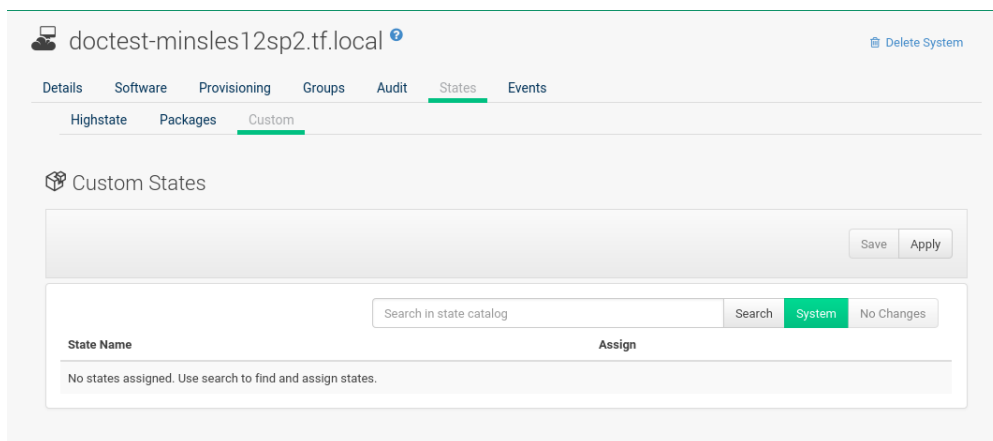 doctest-minsles12sp2.tf.local ?
Delete System
Details Software Provisioning Groups Audit States Events
Highstate Packages Custom
Custom States
Save Apply
Search in state catalog Search System No Changes
State Name Assign
No states assigned. Use search to find and assign states.